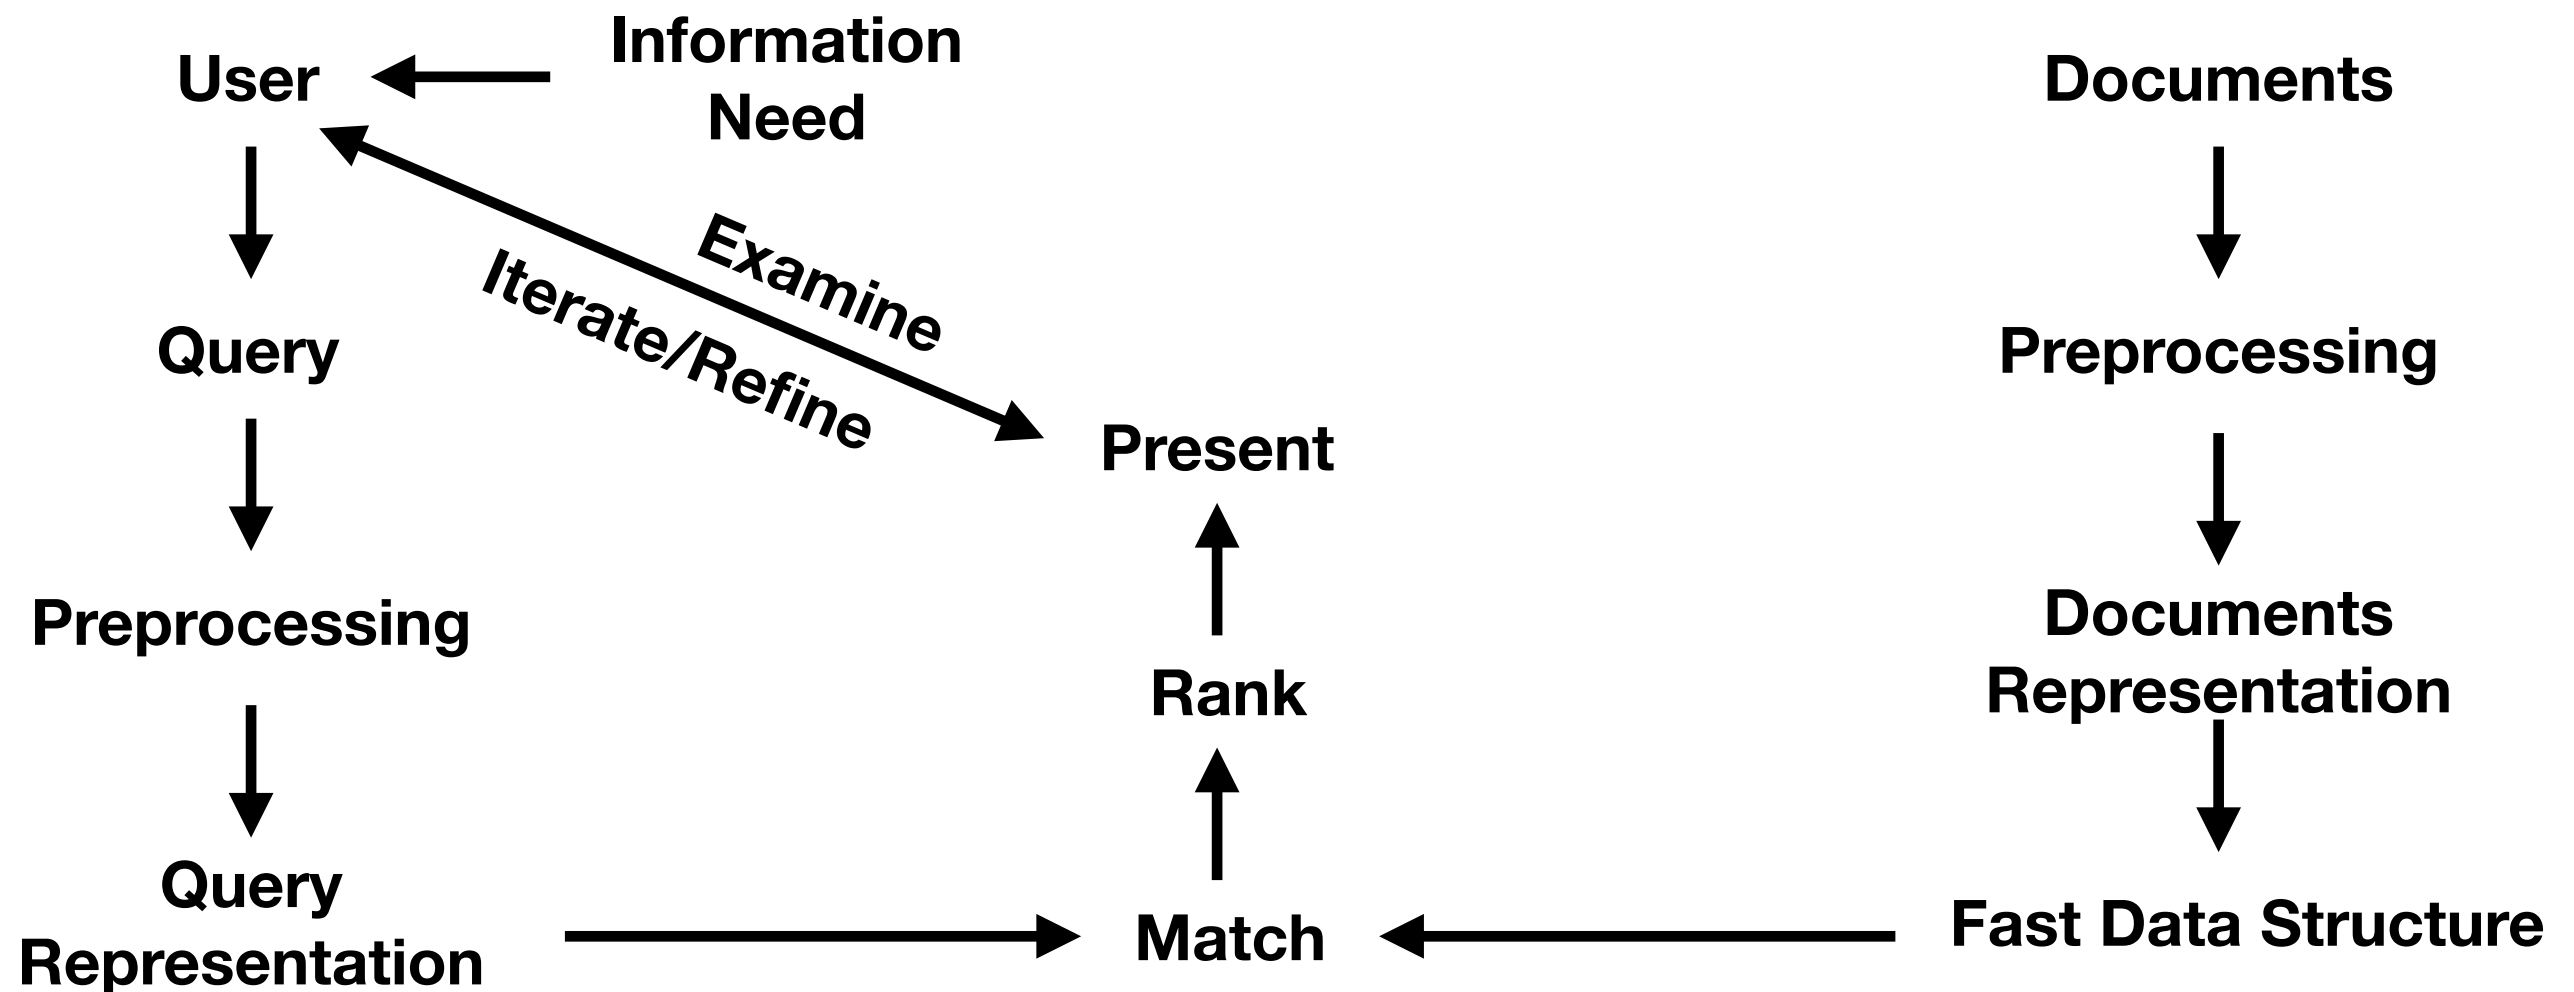 User
Information
Need
Documents
Examine
Iterate/Refine
Query
Preprocessing
Present
Preprocessing
Documents
Representation
Rank
Query
Representation
Match
Fast Data Structure